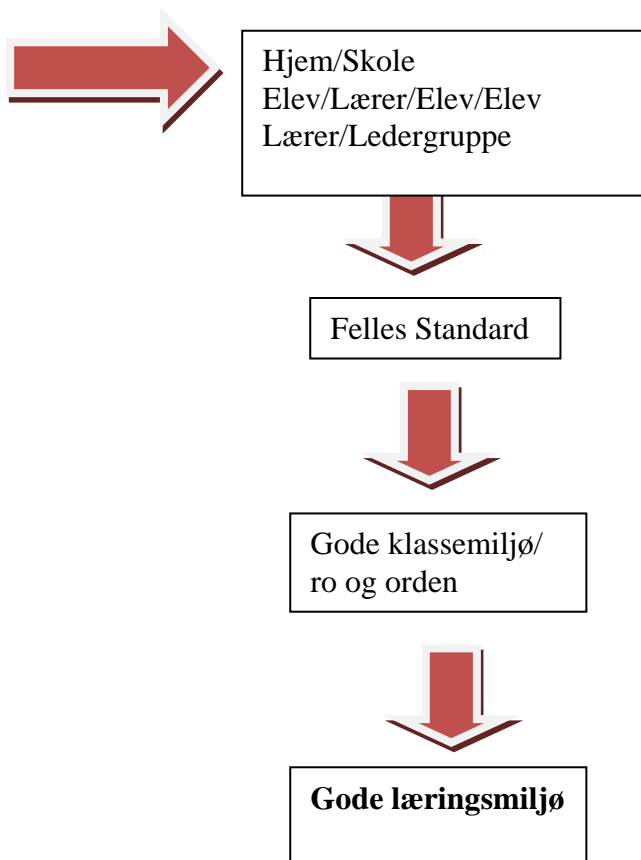 Hjem/Skole
Elev/Lærer/Elev/Elev
Lærer/Ledergruppe
Felles Standard
Gode klassemiljø/
ro og orden
Gode læringsmiljø